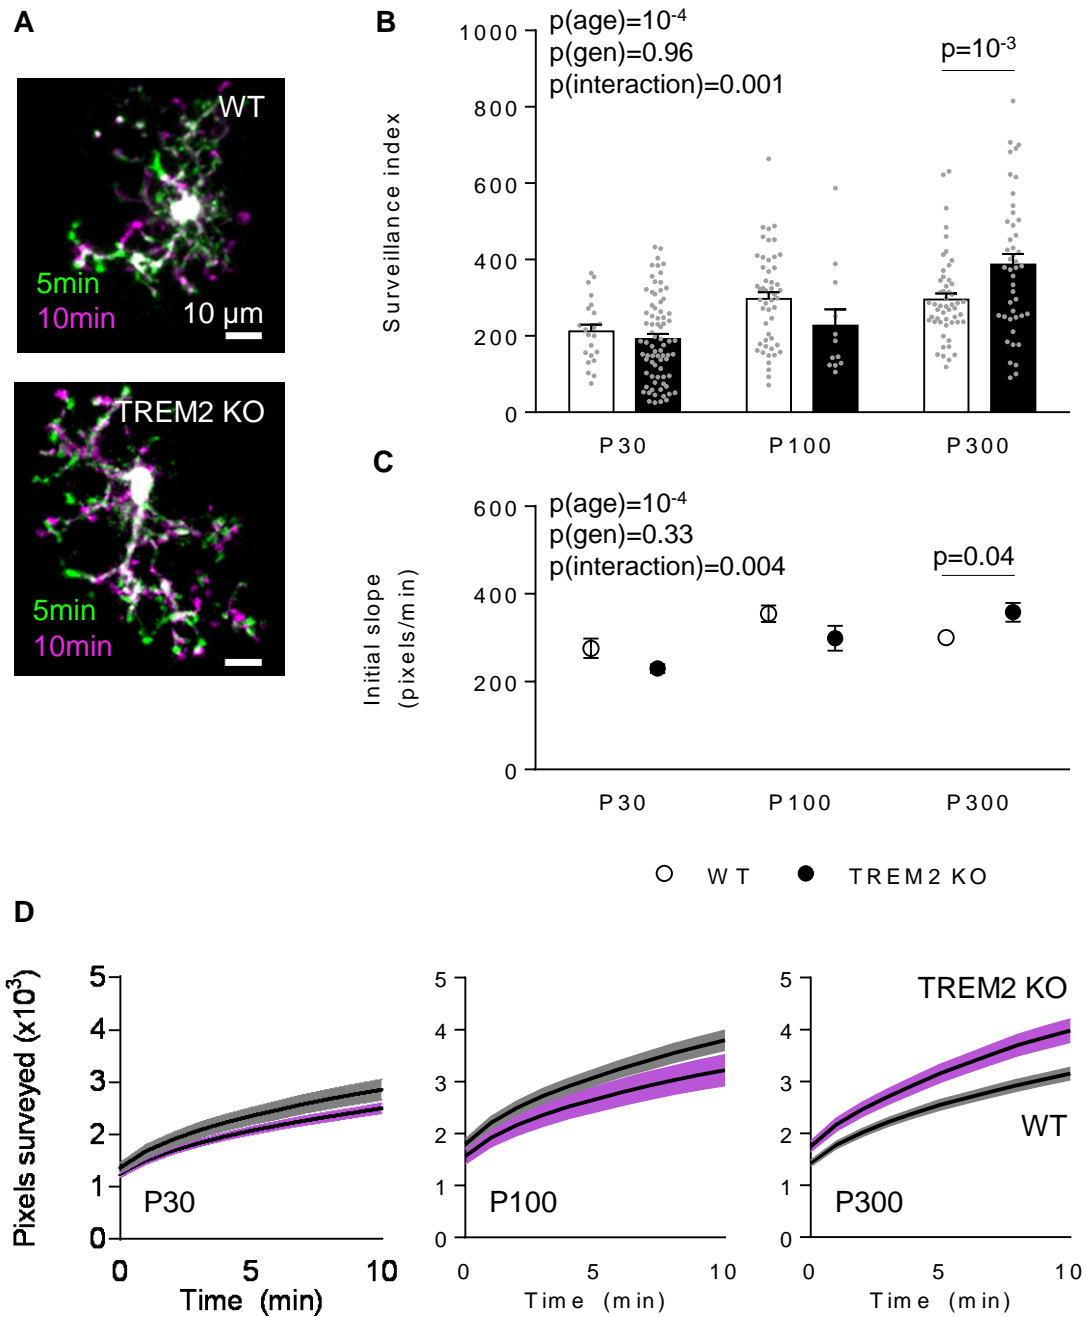 A
WT
5min
10min
10 µm
TREM2 KO
5min
10min
B
p(age)=10-4
p(gen)=0.96
p(interaction)=0.001
p=10-3
Surveillance index
1000
800
600
400
200
0
P30
P100
P300
C
p(age)=10-4
p(gen)=0.33
p(interaction)=0.004
p=0.04
Initial slope
(pixels/min)
600
400
200
0
P30
P100
P300
WT
TREM2 KO
D
Pixels surveyed (x103)
5
4
3
2
1
0
P30
0
5
10
Time (min)
5
4
3
2
1
0
P100
0
5
10
Time (min)
5
4
3
2
1
0
TREM2 KO
WT
P300
0
5
10
Time (min)